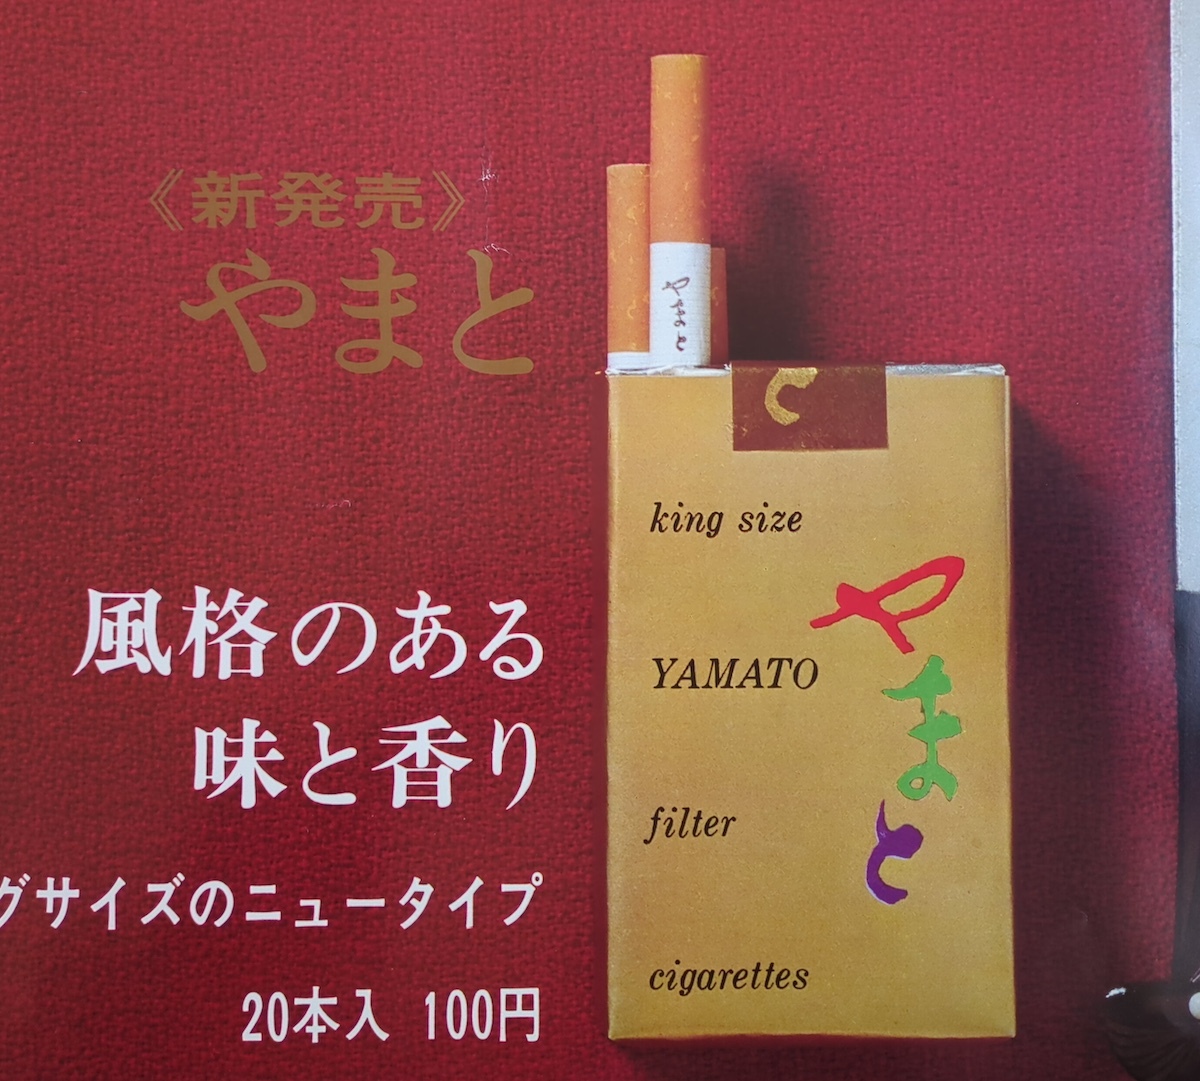 《新発売》
やまと
風格のある
味と香り
グサイズのニュータイプ
20本入 100円
やまと
と
king size
YAMATO
filter
cigarettes
やまと